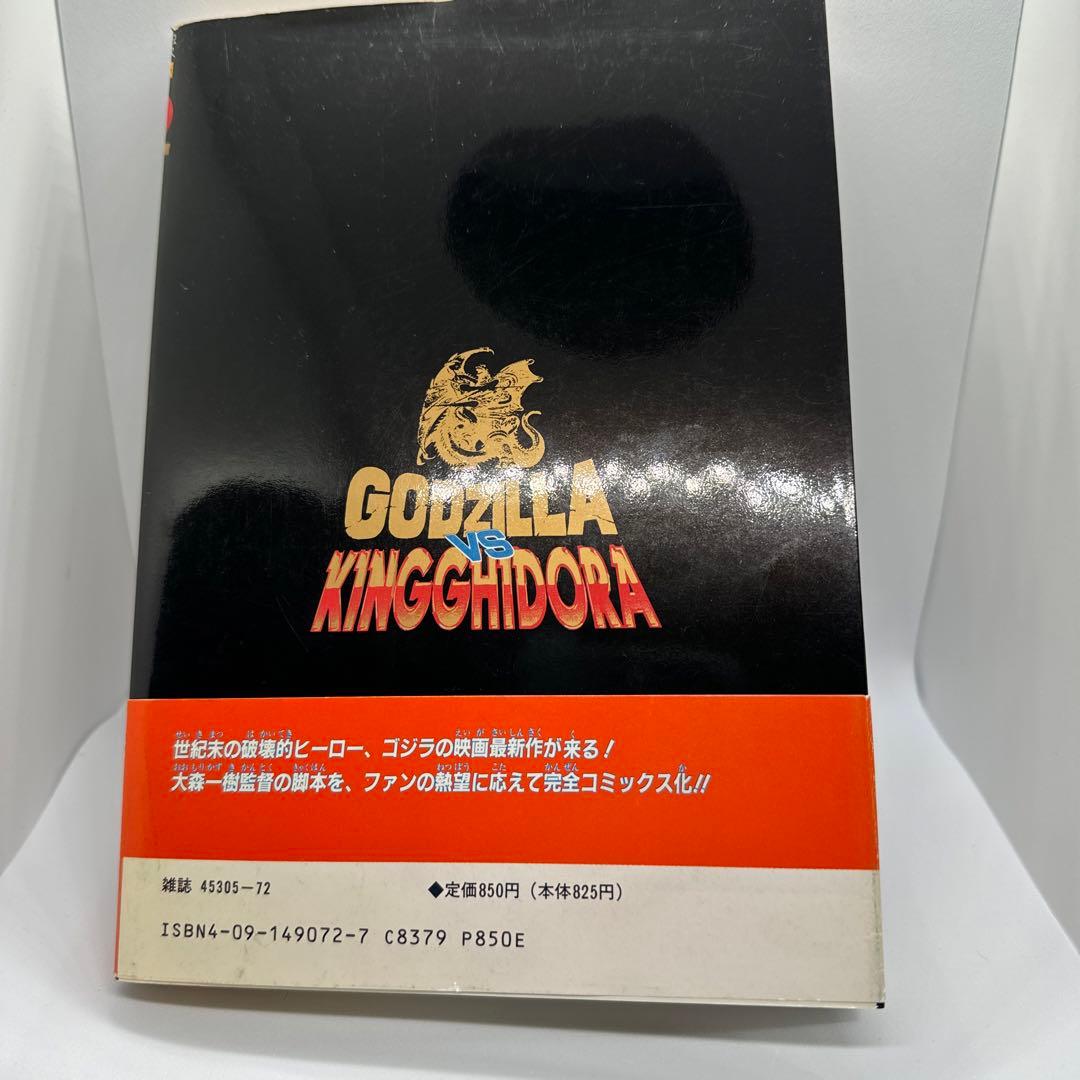 GODZILLA
VS
KINGGHIDORA
世紀末の破壊的ヒーロー、ゴジラの映画最新作が来る!
大森一樹監督の脚本を、ファンの熱望に応えて完全コミックス化!!
雑誌 45305-72 ◆定価850円(本体825円)
ISBN4-09-149072-7 C8379 P850E